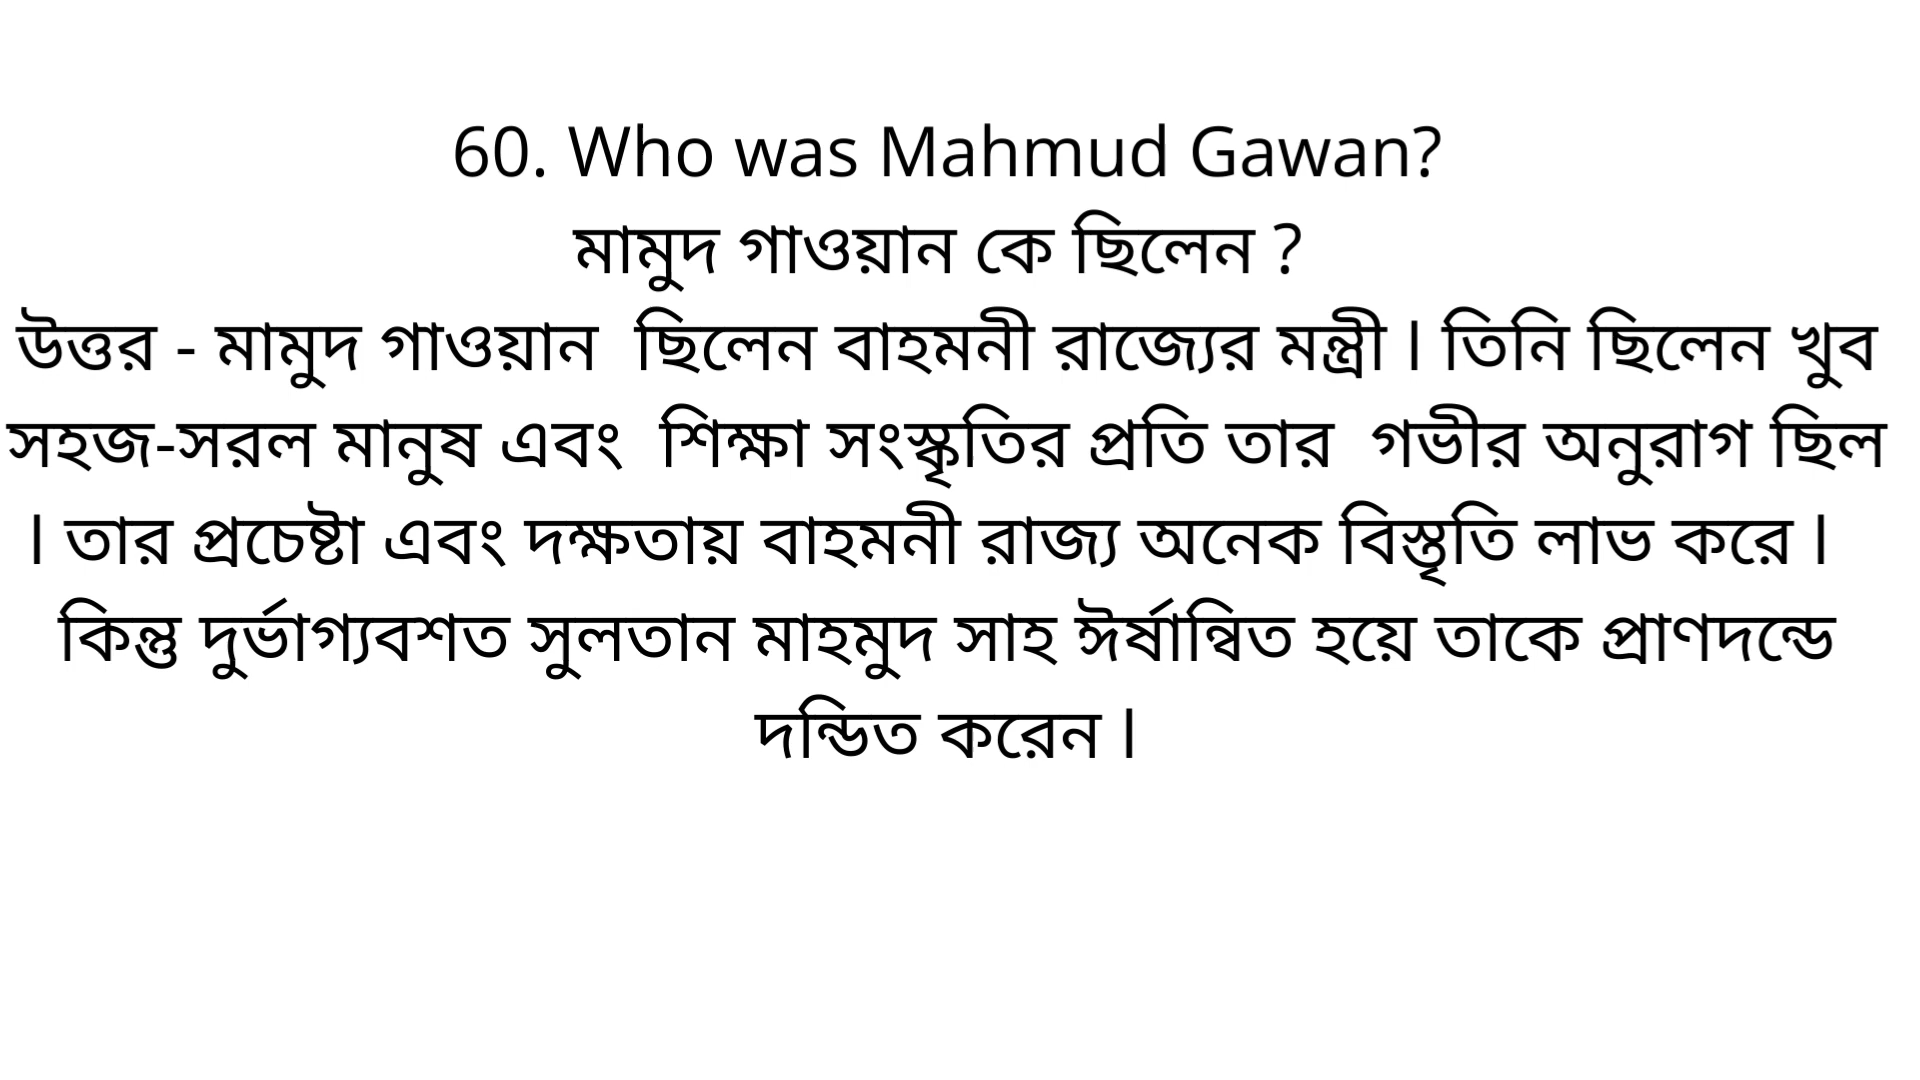 60. Who was Mahmud Gawan?
মামুদ গাওয়ান কে ছিলেন ?
উত্তর - মামুদ গাওয়ান  ছিলেন বাহমনী রাজ্যের মন্ত্রী l তিনি ছিলেন খুব
সহজ-সরল মানুষ এবং  শিক্ষা সংস্কৃতির প্রতি তার  গভীর অনুরাগ ছিল
l তার প্রচেষ্টা এবং দক্ষতায় বাহমনী রাজ্য অনেক বিস্তৃতি লাভ করে l
কিন্তু দুর্ভাগ্যবশত সুলতান মাহমুদ সাহ ঈর্ষান্বিত হয়ে তাকে প্রাণদন্ডে
দন্ডিত করেন l